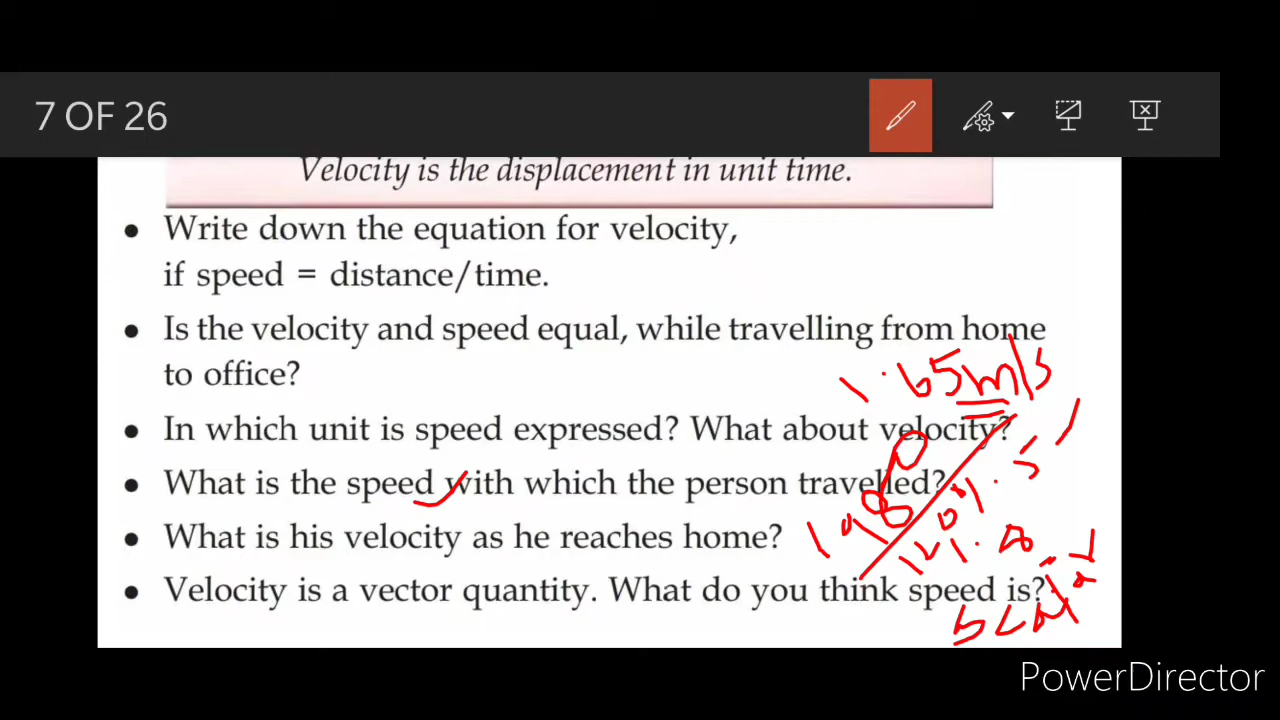 7 OF 26
Velocity is the displacement in unit time.
• Write down the equation for velocity,
if speed = distance/time.
• Is the velocity and speed equal, while travelling from home
to office?
1.65 m/s
• In which unit is speed expressed? What about velocity?
• What is the speed with which the person travelled?
1980
• What is his velocity as he reaches home?
• Velocity is a vector quantity. What do you think speed is?
scalar
PowerDirector